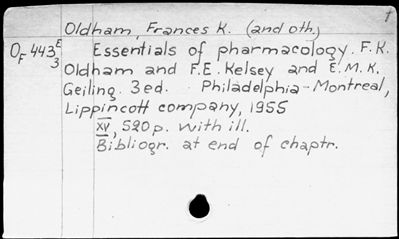 Oldham, Frances K. (and oth.) 1
OF 443 E 3 Essentials of pharmacology. F.K.
Oldham and F.E. Kelsey and E.M.K.
Geiling. 3ed. Philadelphia-Montreal,
Lippincott company, 1955
XV, 520 p. with ill.
Bibliogr. at end of chaptr.